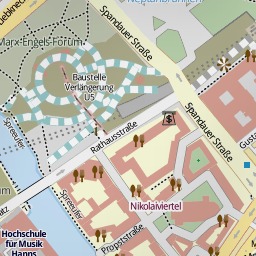 Neptunbrunnen
Spandauer Straße
Marx-Engels-Forum
Baustelle
Verlängerung
U5
Spreeufer
Rathausstraße
Spandauer Straße
Spreeufer
Nikolaiviertel
Poststraße
Hochschule
für Musik
Hanns